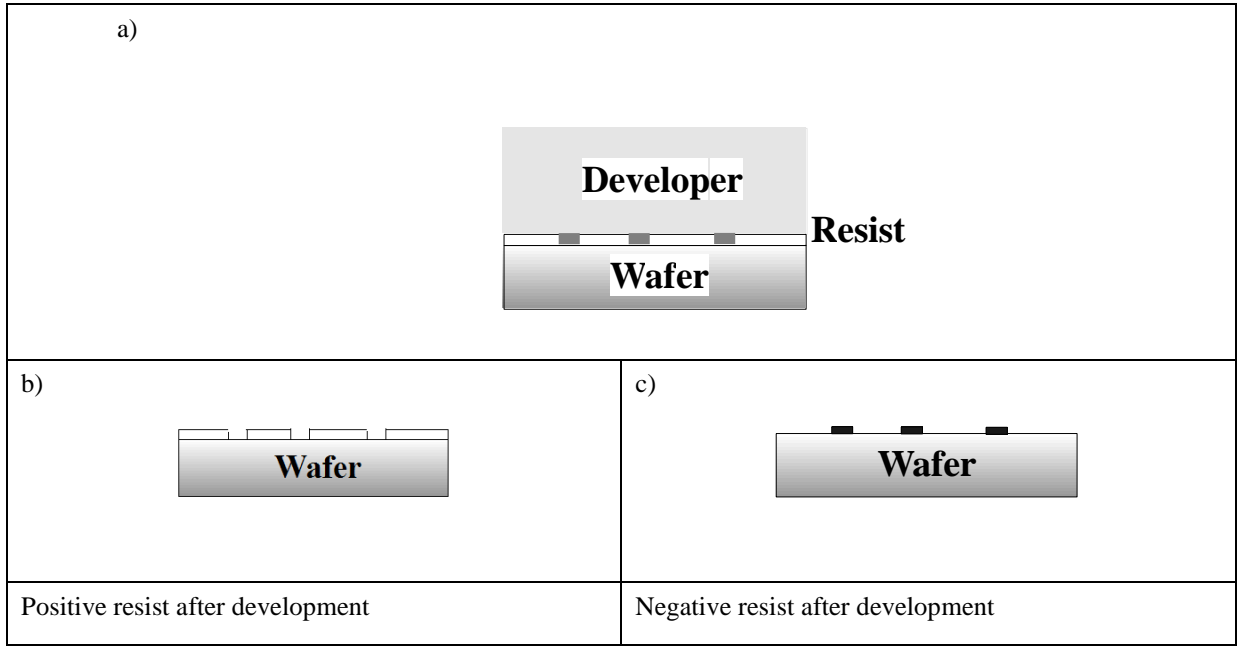 a)
Developer
Resist
Wafer
b)
Wafer
c)
Wafer
Positive resist after development
Negative resist after development